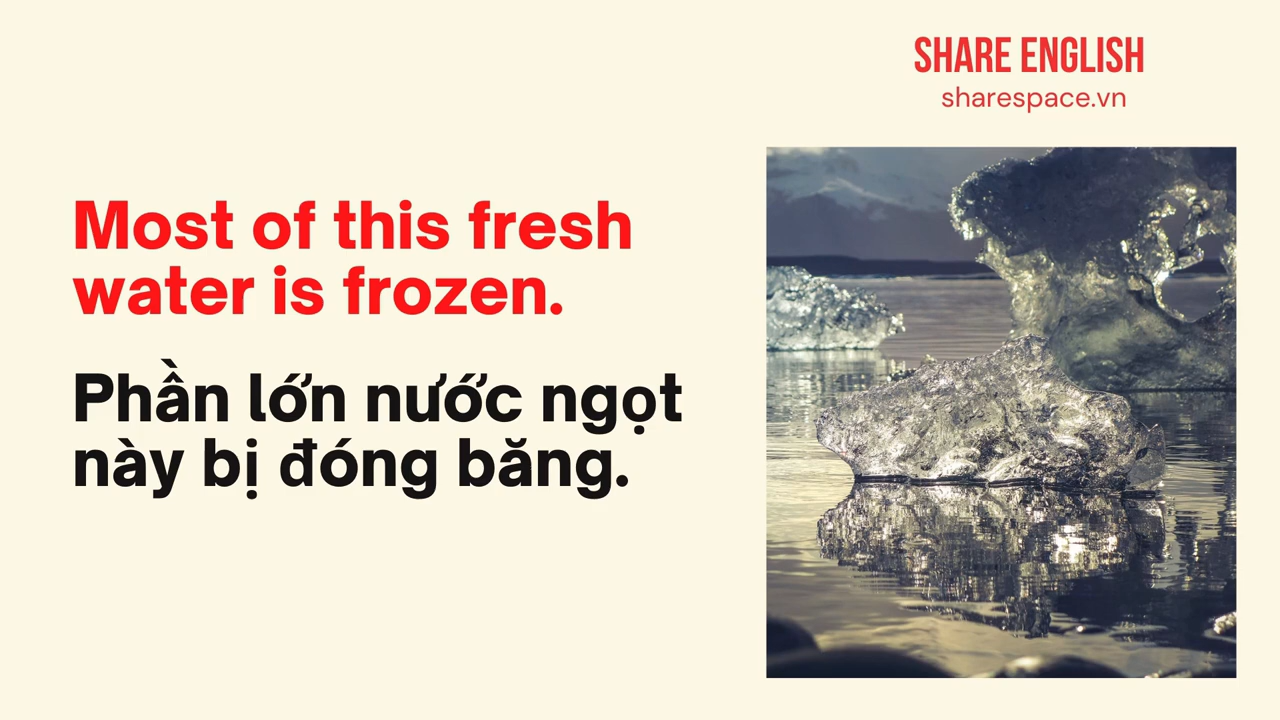 SHARE ENGLISH
sharespace.vn
Most of this fresh
water is frozen.
Phần lớn nước ngọt
này bị đóng băng.